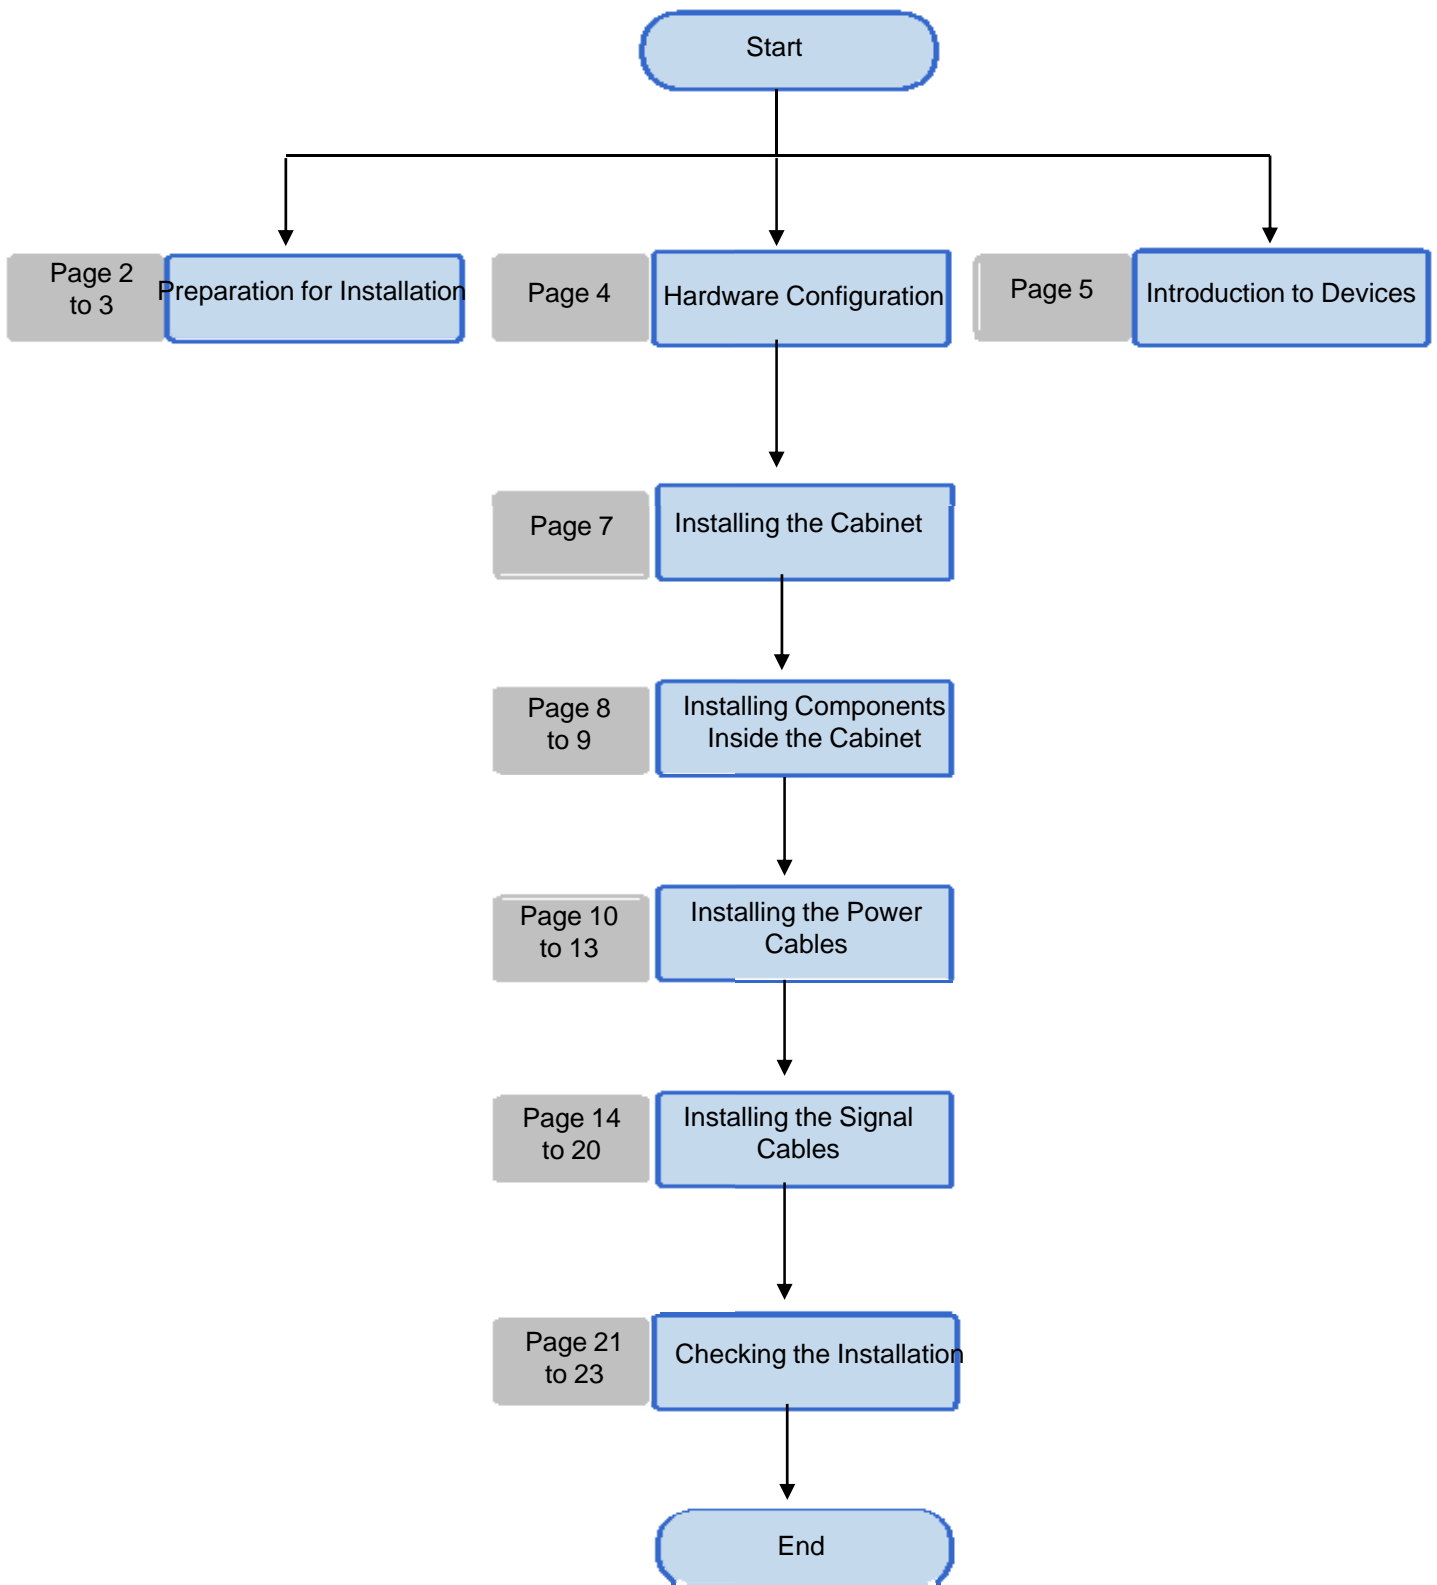 Start
Page 2
to 3
Preparation for Installation
Page 4
Hardware Configuration
Page 5
Introduction to Devices
Page 7
Installing the Cabinet
Page 8
to 9
Installing Components
Inside the Cabinet
Page 10
to 13
Installing the Power
Cables
Page 14
to 20
Installing the Signal
Cables
Page 21
to 23
Checking the Installation
End